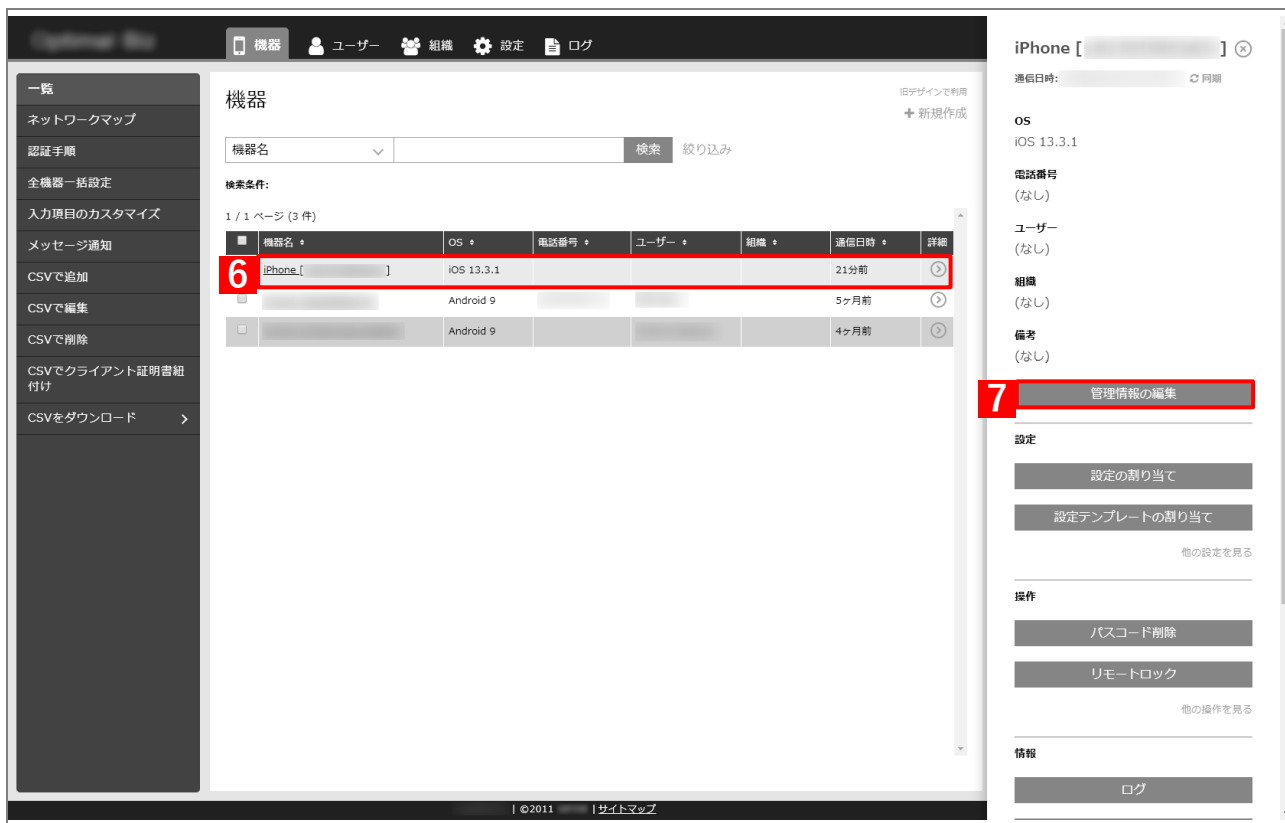 機器
ユーザー
組織
設定
ログ
一覧
ネットワークマップ
認証手順
全機器一括設定
入力項目のカスタマイズ
メッセージ通知
CSVで追加
CSVで編集
CSVで削除
CSVでクライアント証明書紐
付け
CSVをダウンロード
機器
旧デザインで利用
新規作成
機器名
検索
絞り込み
検索条件:
1 / 1 ページ (3 件)
機器名 OS 電話番号 ユーザー 組織 通信日時 詳細
6 iPhone [ ] iOS 13.3.1 21分前
Android 9 5ヶ月前
Android 9 4ヶ月前
| ©2011 | サイトマップ
iPhone [ ]
通信日時: 同期
OS
iOS 13.3.1
電話番号
(なし)
ユーザー
(なし)
組織
(なし)
備考
(なし)
7 管理情報の編集
設定
設定の割り当て
設定テンプレートの割り当て
他の設定を見る
操作
パスコード削除
リモートロック
他の操作を見る
情報
ログ